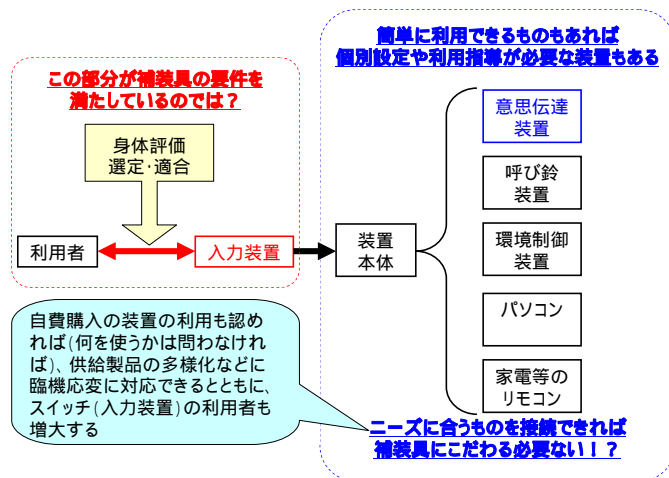 簡単に利用できるものもあれば
個別設定や利用指導が必要な装置もある
この部分が補装具の要件を
満たしているのでは？
身体評価
選定･適合
利用者
入力装置
装置
本体
意思伝達
装置
呼び鈴
装置
環境制御
装置
パソコン
家電等の
リモコン
自費購入の装置の利用も認め
れば(何を使うかは問わなけれ
ば)、供給製品の多様化などに
臨機応変に対応できるとともに、
スイッチ(入力装置)の利用者も
増大する
ニーズに合うものを接続できれば
補装具にこだわる必要ない！？